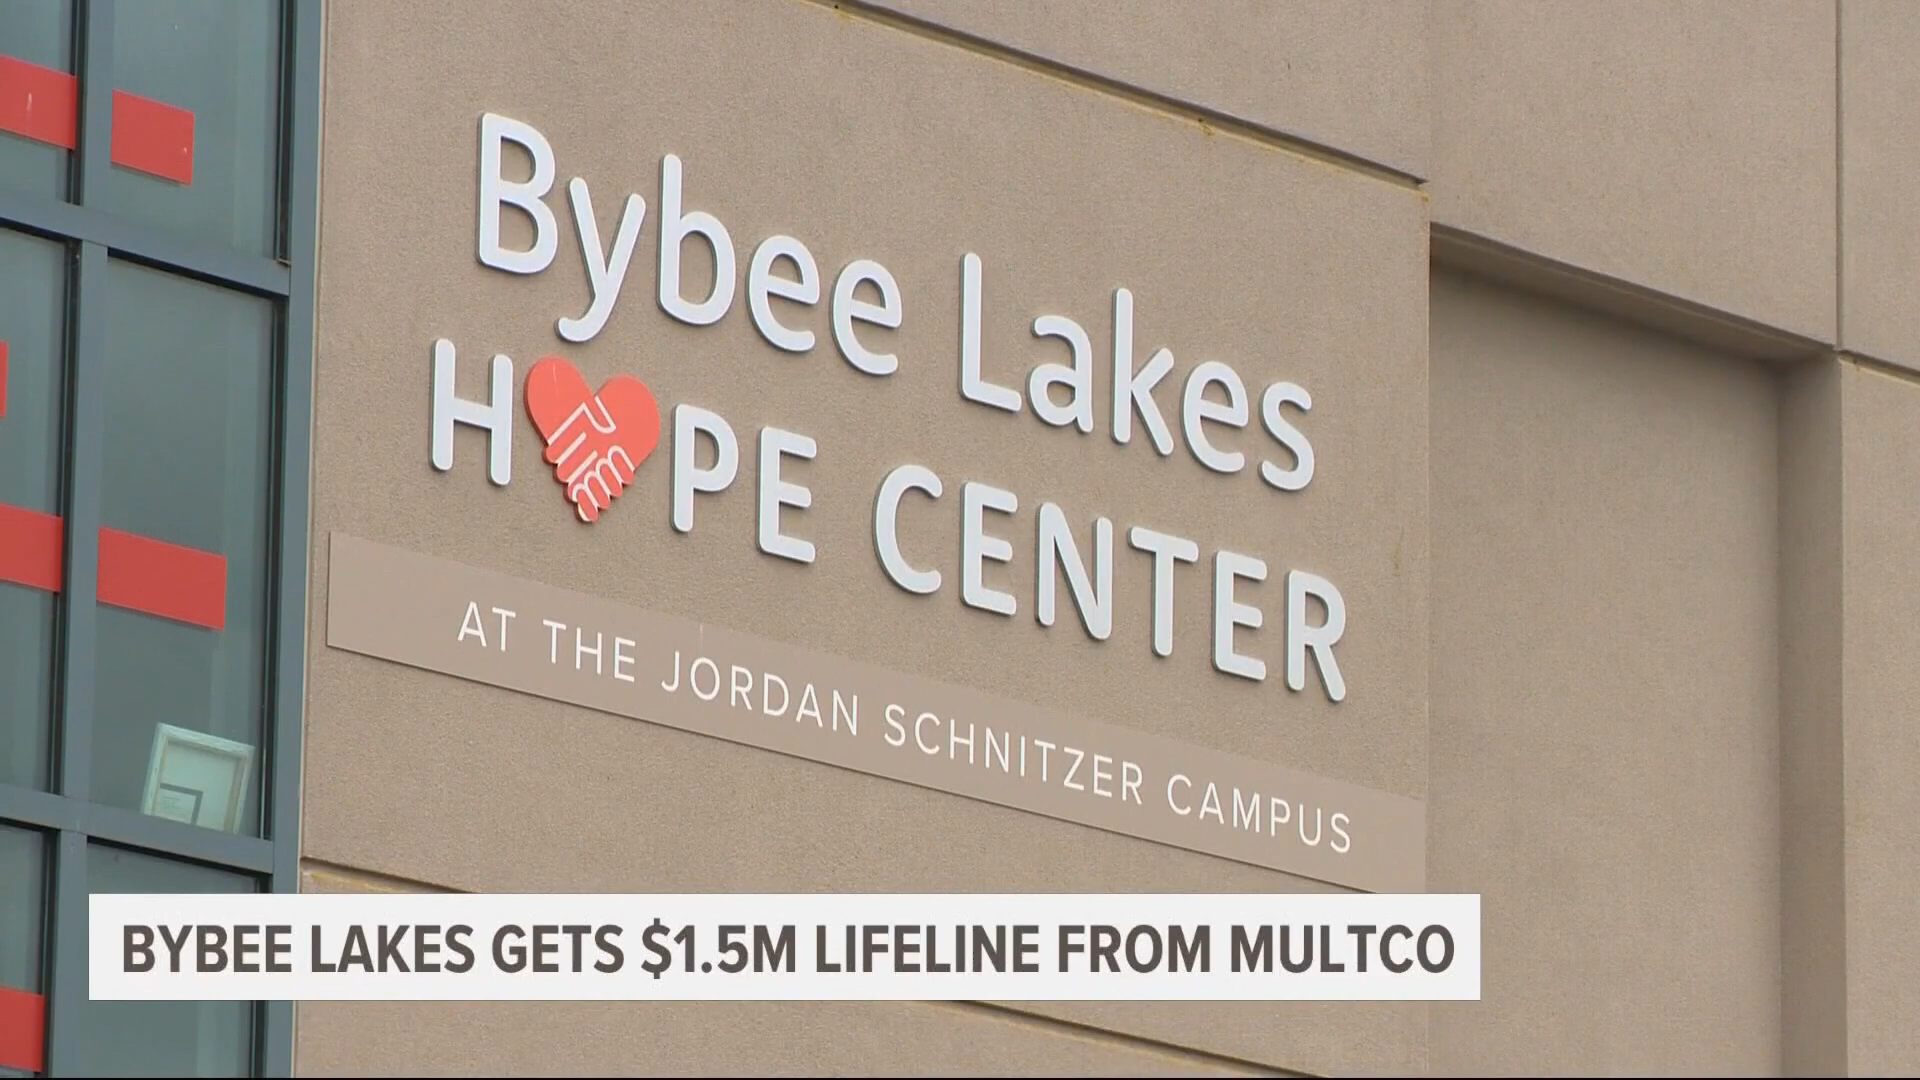 Bybee Lakes
HOPE CENTER
AT THE JORDAN SCHNITZER CAMPUS
BYBEE LAKES GETS $1.5M LIFELINE FROM MULTCO